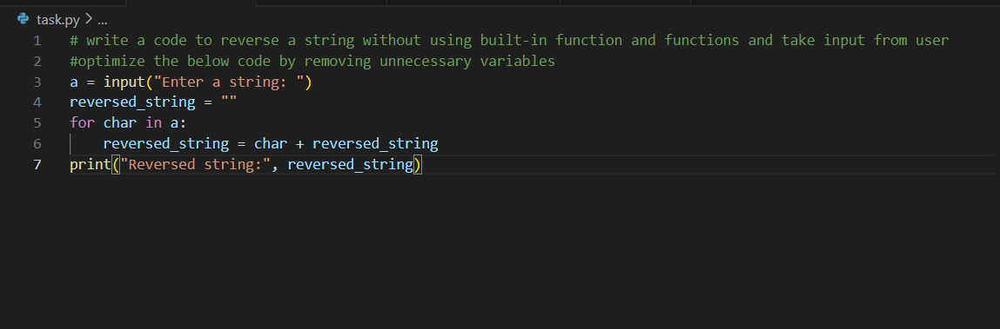 task.py > ...
1 # write a code to reverse a string without using built-in function and functions and take input from user
2 #optimize the below code by removing unnecessary variables
3 a = input("Enter a string: ")
4 reversed_string = ""
5 for char in a:
6     reversed_string = char + reversed_string
7 print("Reversed string:", reversed_string)